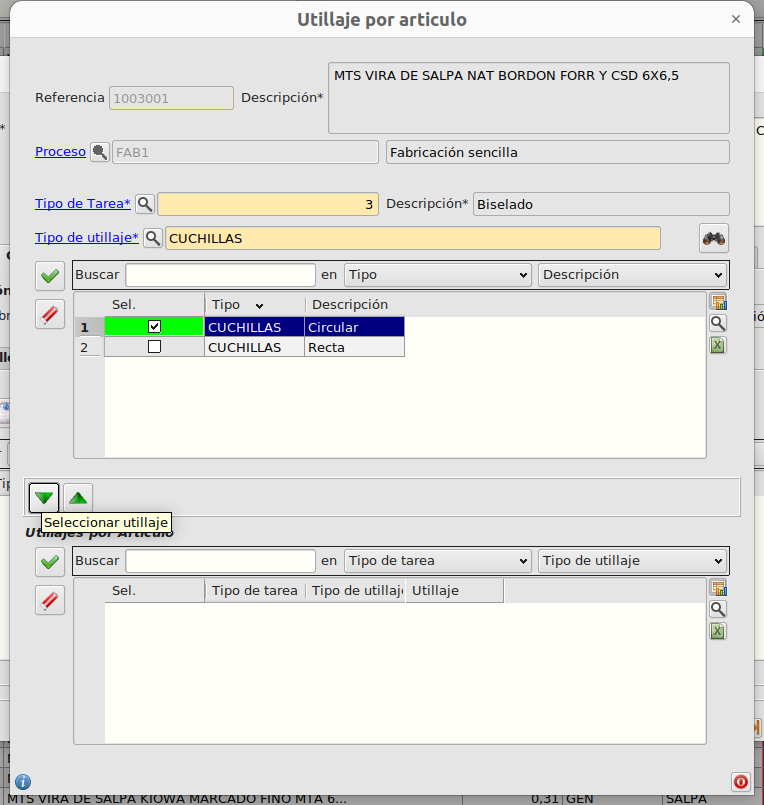 Utillaje por articulo
×
MTS VIRA DE SALPA NAT BORDON FORR Y CSD 6X6,5
Referencia 1003001 Descripción*
Proceso FAB1 Fabricación sencilla
Tipo de Tarea* 3 Descripción* Biselado
Tipo de utillaje* CUCHILLAS
Buscar en Tipo Descripción
Sel. Tipo Descripción
1 CUCHILLAS Circular
2 CUCHILLAS Recta
Seleccionar utillaje
Utillajes por Articulo
Buscar en Tipo de tarea Tipo de utillaje
Sel. Tipo de tarea Tipo de utillaj Utillaje
MTS VIRA DE SALPA KIOWA MARCADO FINO MTA 6... 0,31 GEN SALPA